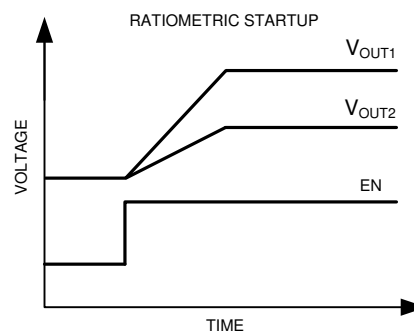 RATIOMETRIC STARTUP
VOUT1
VOUT2
EN
VOLTAGE
TIME